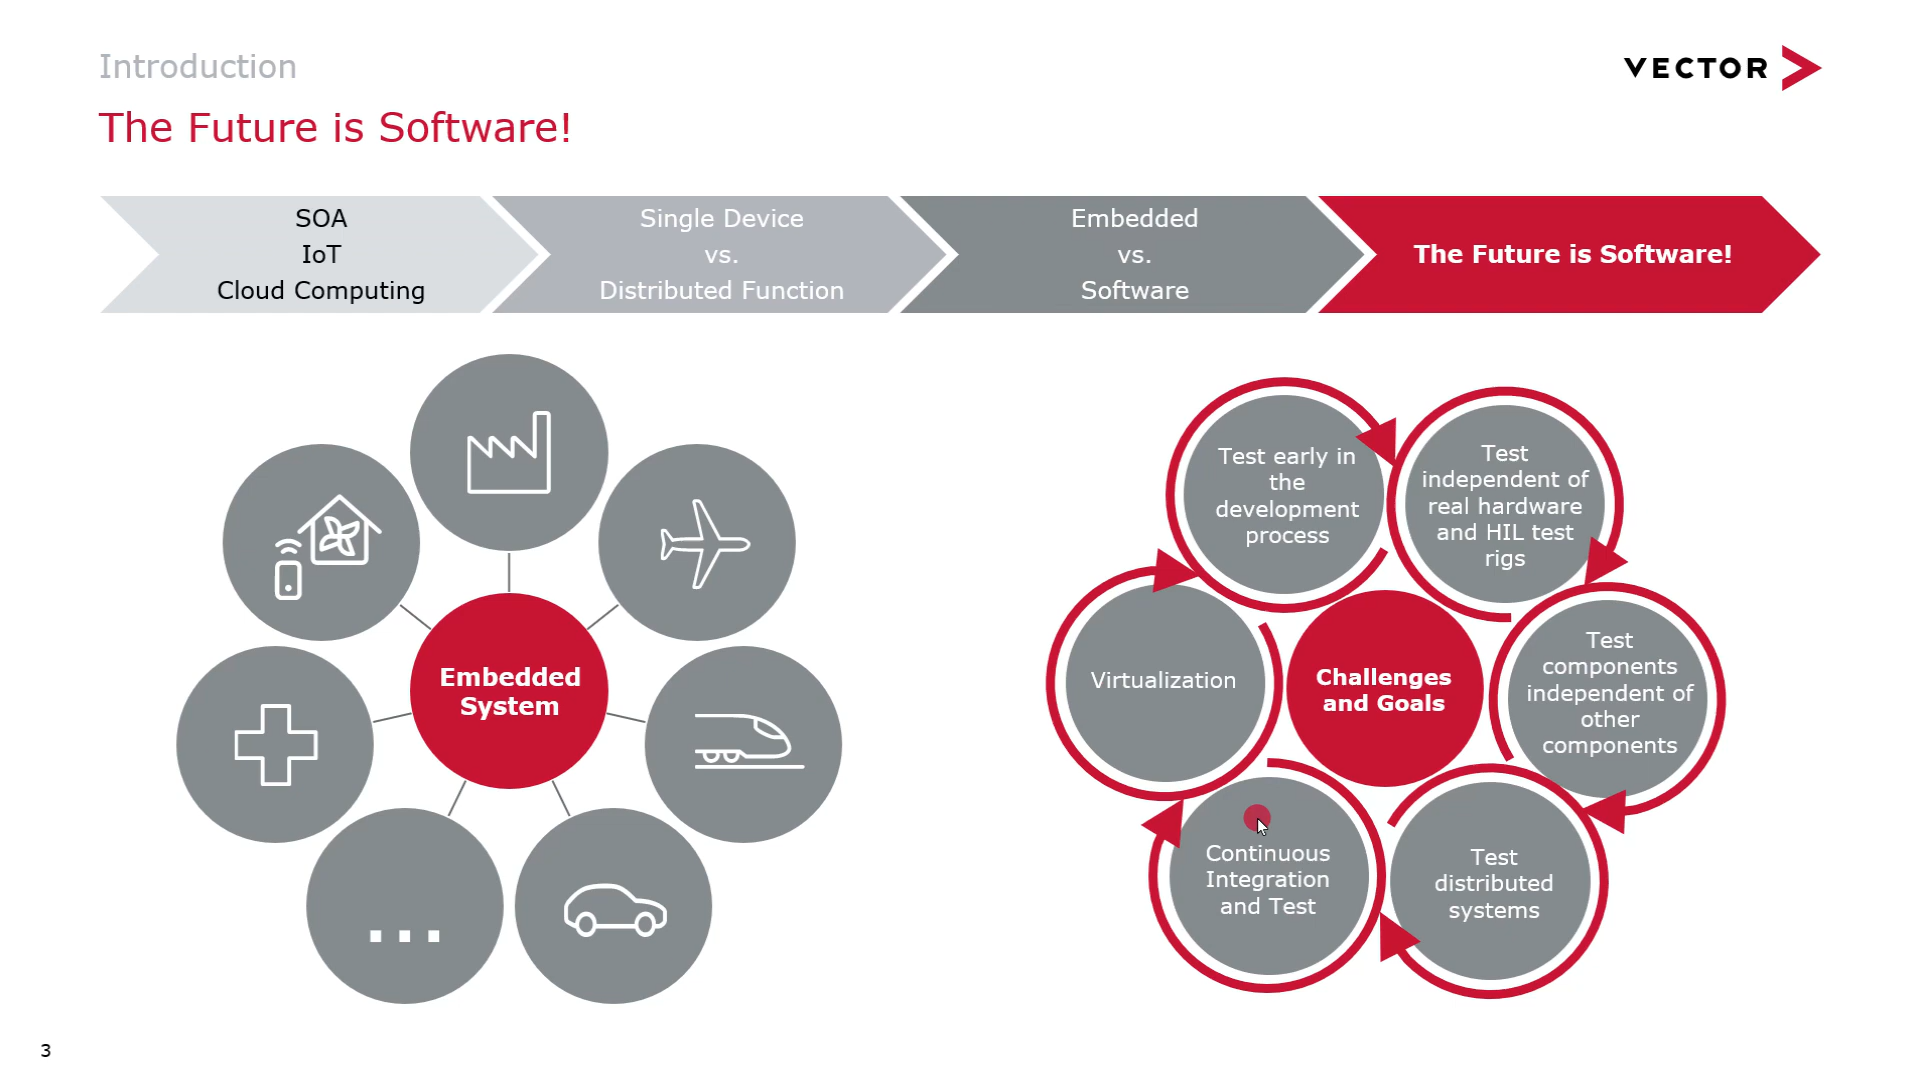 Introduction
VECTOR
The Future is Software!
SOA
IoT
Cloud Computing
Single Device
vs.
Distributed Function
Embedded
vs.
Software
The Future is Software!
Embedded
System
...
Test early in
the
development
process
Test
independent of
real hardware
and HIL test
rigs
Test
components
independent of
other
components
Test
distributed
systems
Continuous
Integration
and Test
Virtualization
Challenges
and Goals
3